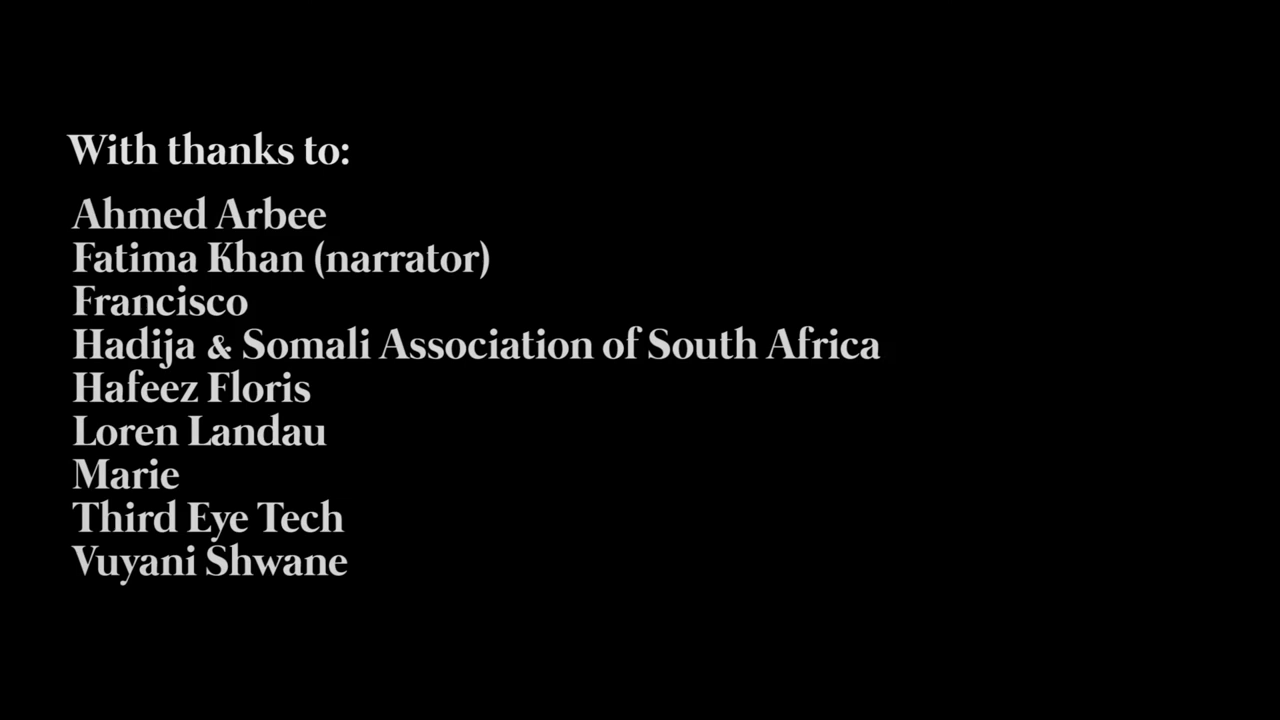 With thanks to:
Ahmed Arbee
Fatima Khan (narrator)
Francisco
Hadija & Somali Association of South Africa
Hafeez Floris
Loren Landau
Marie
Third Eye Tech
Vuyani Shwane